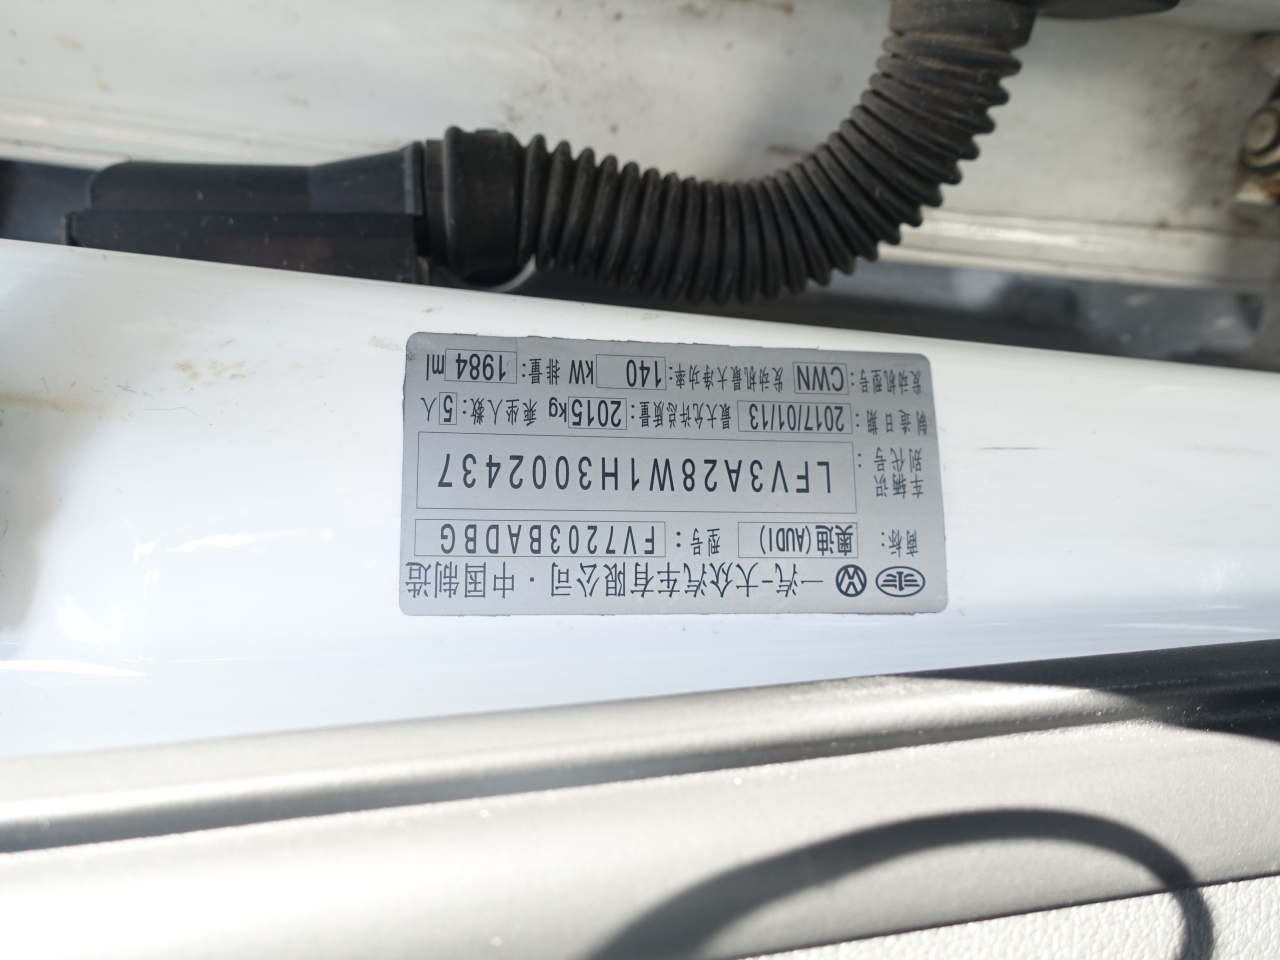 一汽-大众汽车有限公司·中国制造
商标: 奥迪(AUDI) 型号: FV7203BADBG
车辆识别代号: LFV3A28W1H3002437
制造日期: 2017/01/13 最大允许总质量: 2015kg 乘坐人数: 5人
发动机型号: CWN 发动机最大净功率: 140 kW 排量: 1984 ml